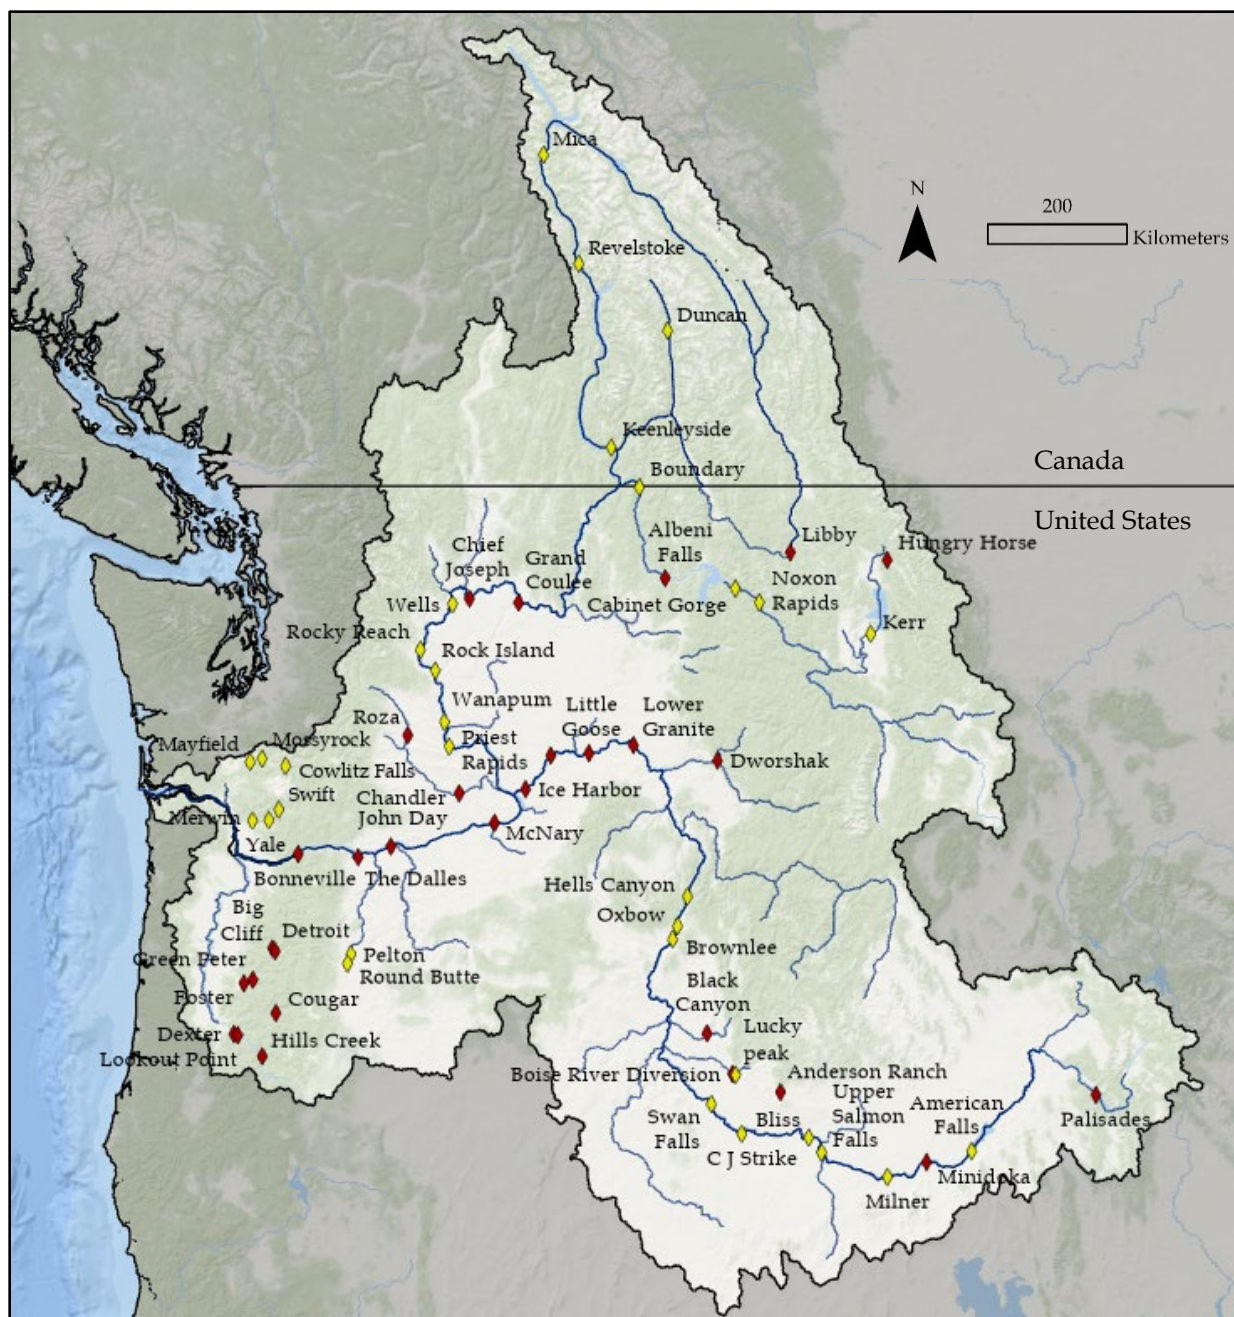 Mica
N
200
Kilometers
Revelstoke
Duncan
Keenleyside
Boundary
Canada
United States
Albeni
Falls
Libby
Hungry Horse
Chief
Joseph
Grand
Coulee
Noxon
Rapids
Wells
Cabinet Gorge
Kerr
Rocky Reach
Rock Island
Wanapum
Little
Goose
Lower
Granite
Roza
Priest
Rapids
Mayfield
Mossyrock
Dworshak
Cowlitz Falls
Ice Harbor
Chandler
Swift
John Day
Merwin
McNary
Yale
Bonneville
The Dalles
Hells Canyon
Oxbow
Big
Cliff
Detroit
Brownlee
Green Peter
Pelton
Round Butte
Black
Canyon
Foster
Cougar
Lucky
peak
Dexter
Hills Creek
Lookout Point
Boise River Diversion
Anderson Ranch
Upper
Salmon
Falls
American
Falls
Swan
Falls
Bliss
Palisades
C J Strike
Minidoka
Milner